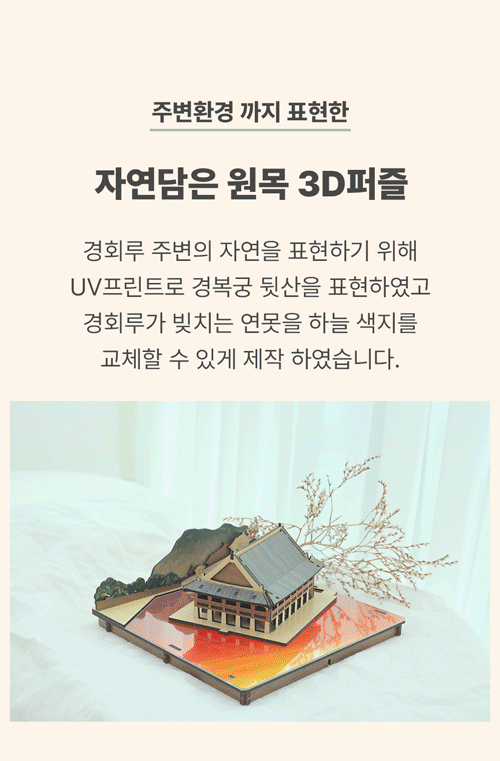 주변환경 까지 표현한
자연담은 원목 3D퍼즐
경회루 주변의 자연을 표현하기 위해
UV프린트로 경복궁 뒷산을 표현하였고
경회루가 빚치는 연못을 하늘 색지를
교체할 수 있게 제작 하였습니다.